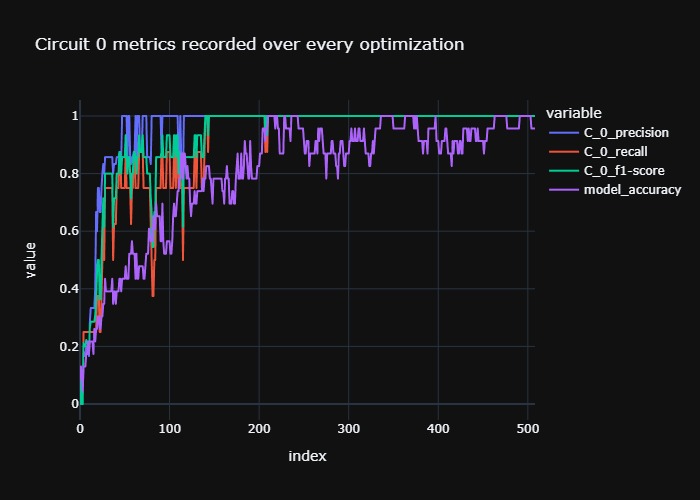 Circuit 0 metrics recorded over every optimization
variable
C_0_precision
C_0_recall
C_0_f1-score
model_accuracy
value
1
0.8
0.6
0.4
0.2
0
0 100 200 300 400 500
index